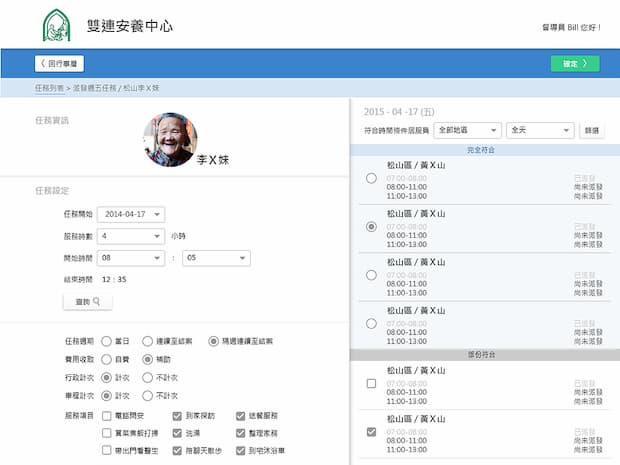 雙連安養中心
督導員 Bill 您好！
回行事曆
確定
任務列表 > 派發週五任務 / 松山李X妹
任務資訊
李X妹
任務設定
任務開始 2014-04-17
服務時數 4 小時
開始時間 08 : 05
結束時間 12 : 35
查詢
任務週期 當日 連續至結案 隔週連續至結案
費用收取 自費 補助
行政計次 計次 不計次
車程計次 計次 不計次
服務項目 電話問安 到家探訪 送餐服務
買菜煮飯打掃 洗澡 整理家務
帶出門看醫生 陪聊天散步 到宅沐浴車
2015 - 04 -17 (五)
符合時間條件居服員 全部地區 全天 篩選
完全符合
松山區 / 黃X山
07:00-08:00 已派發
08:00-11:00 尚未派發
11:00-13:00 尚未派發
松山區 / 黃X山
07:00-08:00 已派發
08:00-11:00 尚未派發
11:00-13:00 尚未派發
松山區 / 黃X山
07:00-08:00 已派發
08:00-11:00 尚未派發
11:00-13:00 尚未派發
松山區 / 黃X山
07:00-08:00 已派發
08:00-11:00 尚未派發
11:00-13:00 尚未派發
部份符合
松山區 / 黃X山
07:00-08:00 已派發
08:00-11:00 尚未派發
11:00-13:00 尚未派發
松山區 / 黃X山
07:00-08:00 已派發
08:00-11:00 尚未派發
11:00-13:00 尚未派發